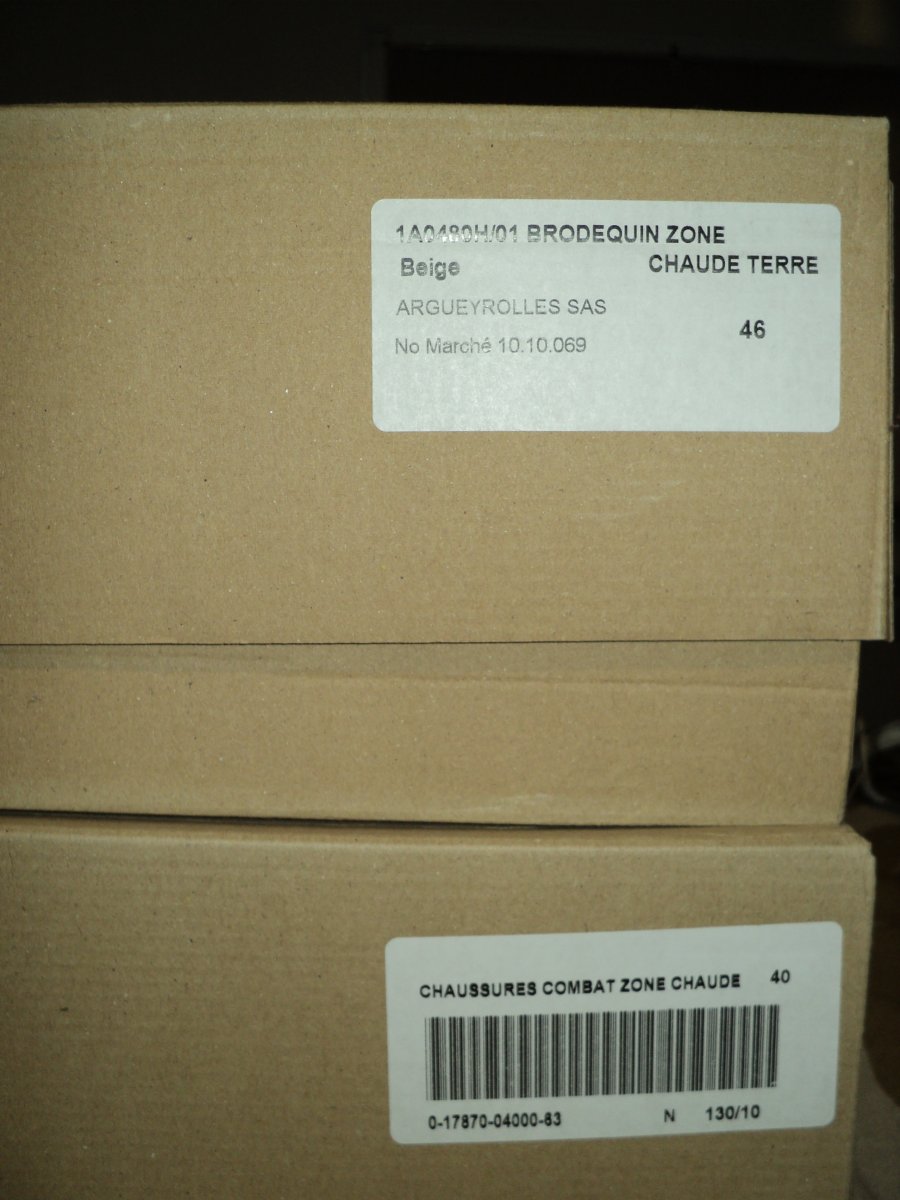 1A0480H/01 BRODEQUIN ZONE
Beige CHAUDE TERRE
ARGUEYROLLES SAS
46
No Marché 10.10.069
CHAUSSURES COMBAT ZONE CHAUDE 40
0-17870-04000-63 N 130/10